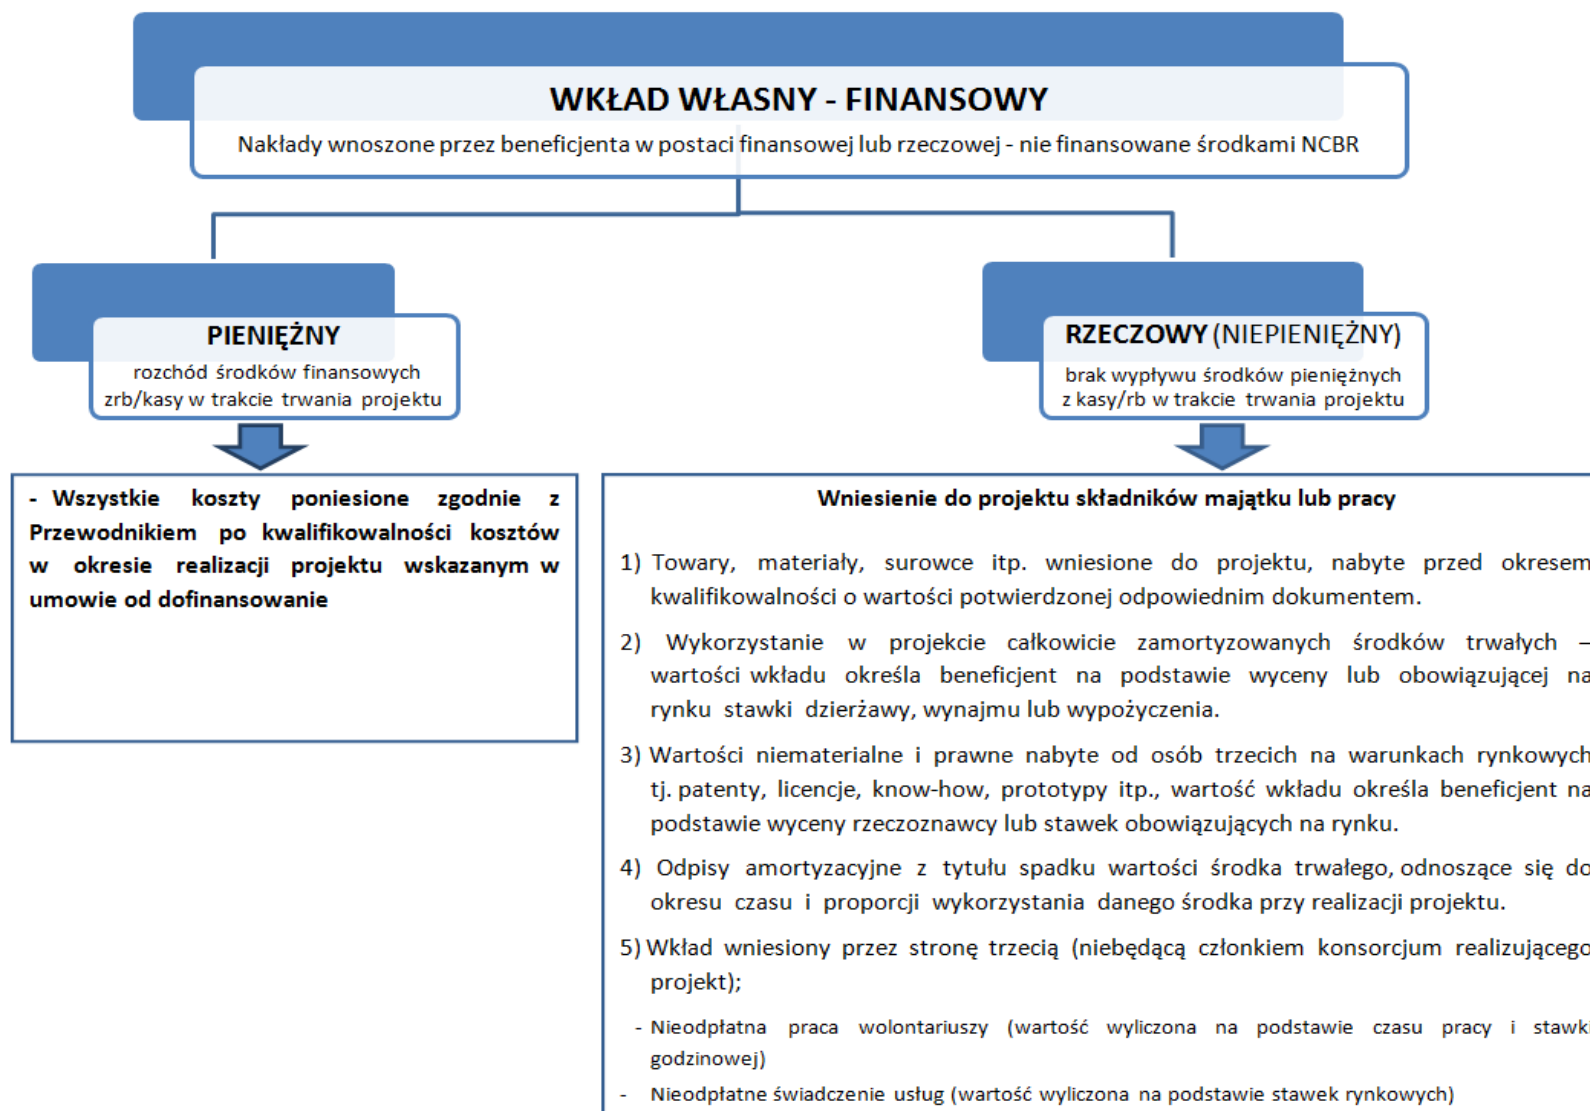 WKŁAD WŁASNY - FINANSOWY
Nakłady wnoszone przez beneficjenta w postaci finansowej lub rzeczowej - nie finansowane środkami NCBR
PIENIĘŻNY
rozchód środków finansowych
zrb/kasy w trakcie trwania projektu
RZECZOWY (NIEPIENIĘŻNY)
brak wypływu środków pieniężnych
z kasy/rb w trakcie trwania projektu
- Wszystkie koszty poniesione zgodnie z
Przewodnikiem po kwalifikowalności kosztów
w okresie realizacji projektu wskazanym w
umowie od dofinansowanie
Wniesienie do projektu składników majątku lub pracy
1) Towary, materiały, surowce itp. wniesione do projektu, nabyte przed okresem
kwalifikowalności o wartości potwierdzonej odpowiednim dokumentem.
2) Wykorzystanie w projekcie całkowicie zamortyzowanych środków trwałych –
wartości wkładu określa beneficjent na podstawie wyceny lub obowiązującej na
rynku stawki dzierżawy, wynajmu lub wypożyczenia.
3) Wartości niematerialne i prawne nabyte od osób trzecich na warunkach rynkowych
tj. patenty, licencje, know-how, prototypy itp., wartość wkładu określa beneficjent na
podstawie wyceny rzeczoznawcy lub stawek obowiązujących na rynku.
4) Odpisy amortyzacyjne z tytułu spadku wartości środka trwałego, odnoszące się do
okresu czasu i proporcji wykorzystania danego środka przy realizacji projektu.
5) Wkład wniesiony przez stronę trzecią (niebędącą członkiem konsorcjum realizującego
projekt);
- Nieodpłatna praca wolontariuszy (wartość wyliczona na podstawie czasu pracy i stawki
godzinowej)
- Nieodpłatne świadczenie usług (wartość wyliczona na podstawie stawek rynkowych)